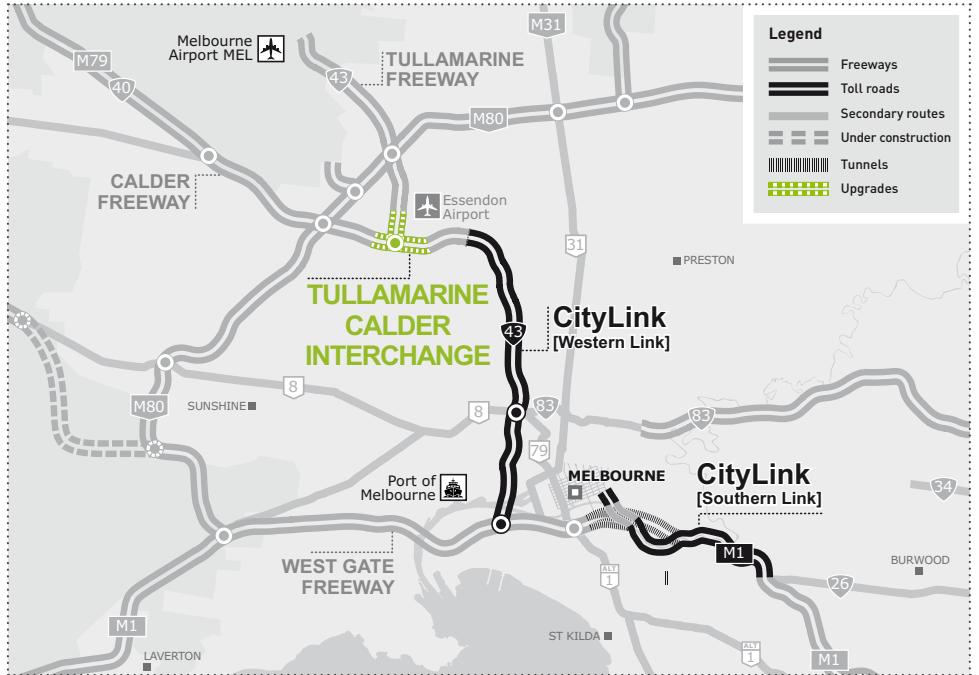 M31
Melbourne
Airport MEL
M79
43
TULLAMARINE
FREEWAY
40
M80
Legend
Freeways
Toll roads
Secondary routes
Under construction
Tunnels
Upgrades
CALDER
FREEWAY
Essendon
Airport
31
PRESTON
TULLAMARINE
CALDER
INTERCHANGE
43
CityLink
[Western Link]
8
M80
SUNSHINE
8
83
83
79
Port of
Melbourne
MELBOURNE
CityLink
[Southern Link]
34
WEST GATE
FREEWAY
M1
BURWOOD
26
ALT
1
M1
ST KILDA
LAVERTON
ALT
1
M1